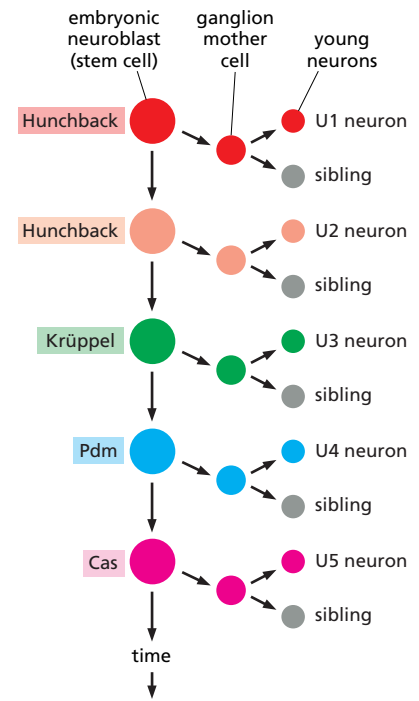 embryonic
neuroblast
(stem cell)
ganglion
mother
cell
young
neurons
Hunchback
U1 neuron
sibling
Hunchback
U2 neuron
sibling
Krüppel
U3 neuron
sibling
Pdm
U4 neuron
sibling
Cas
U5 neuron
sibling
time